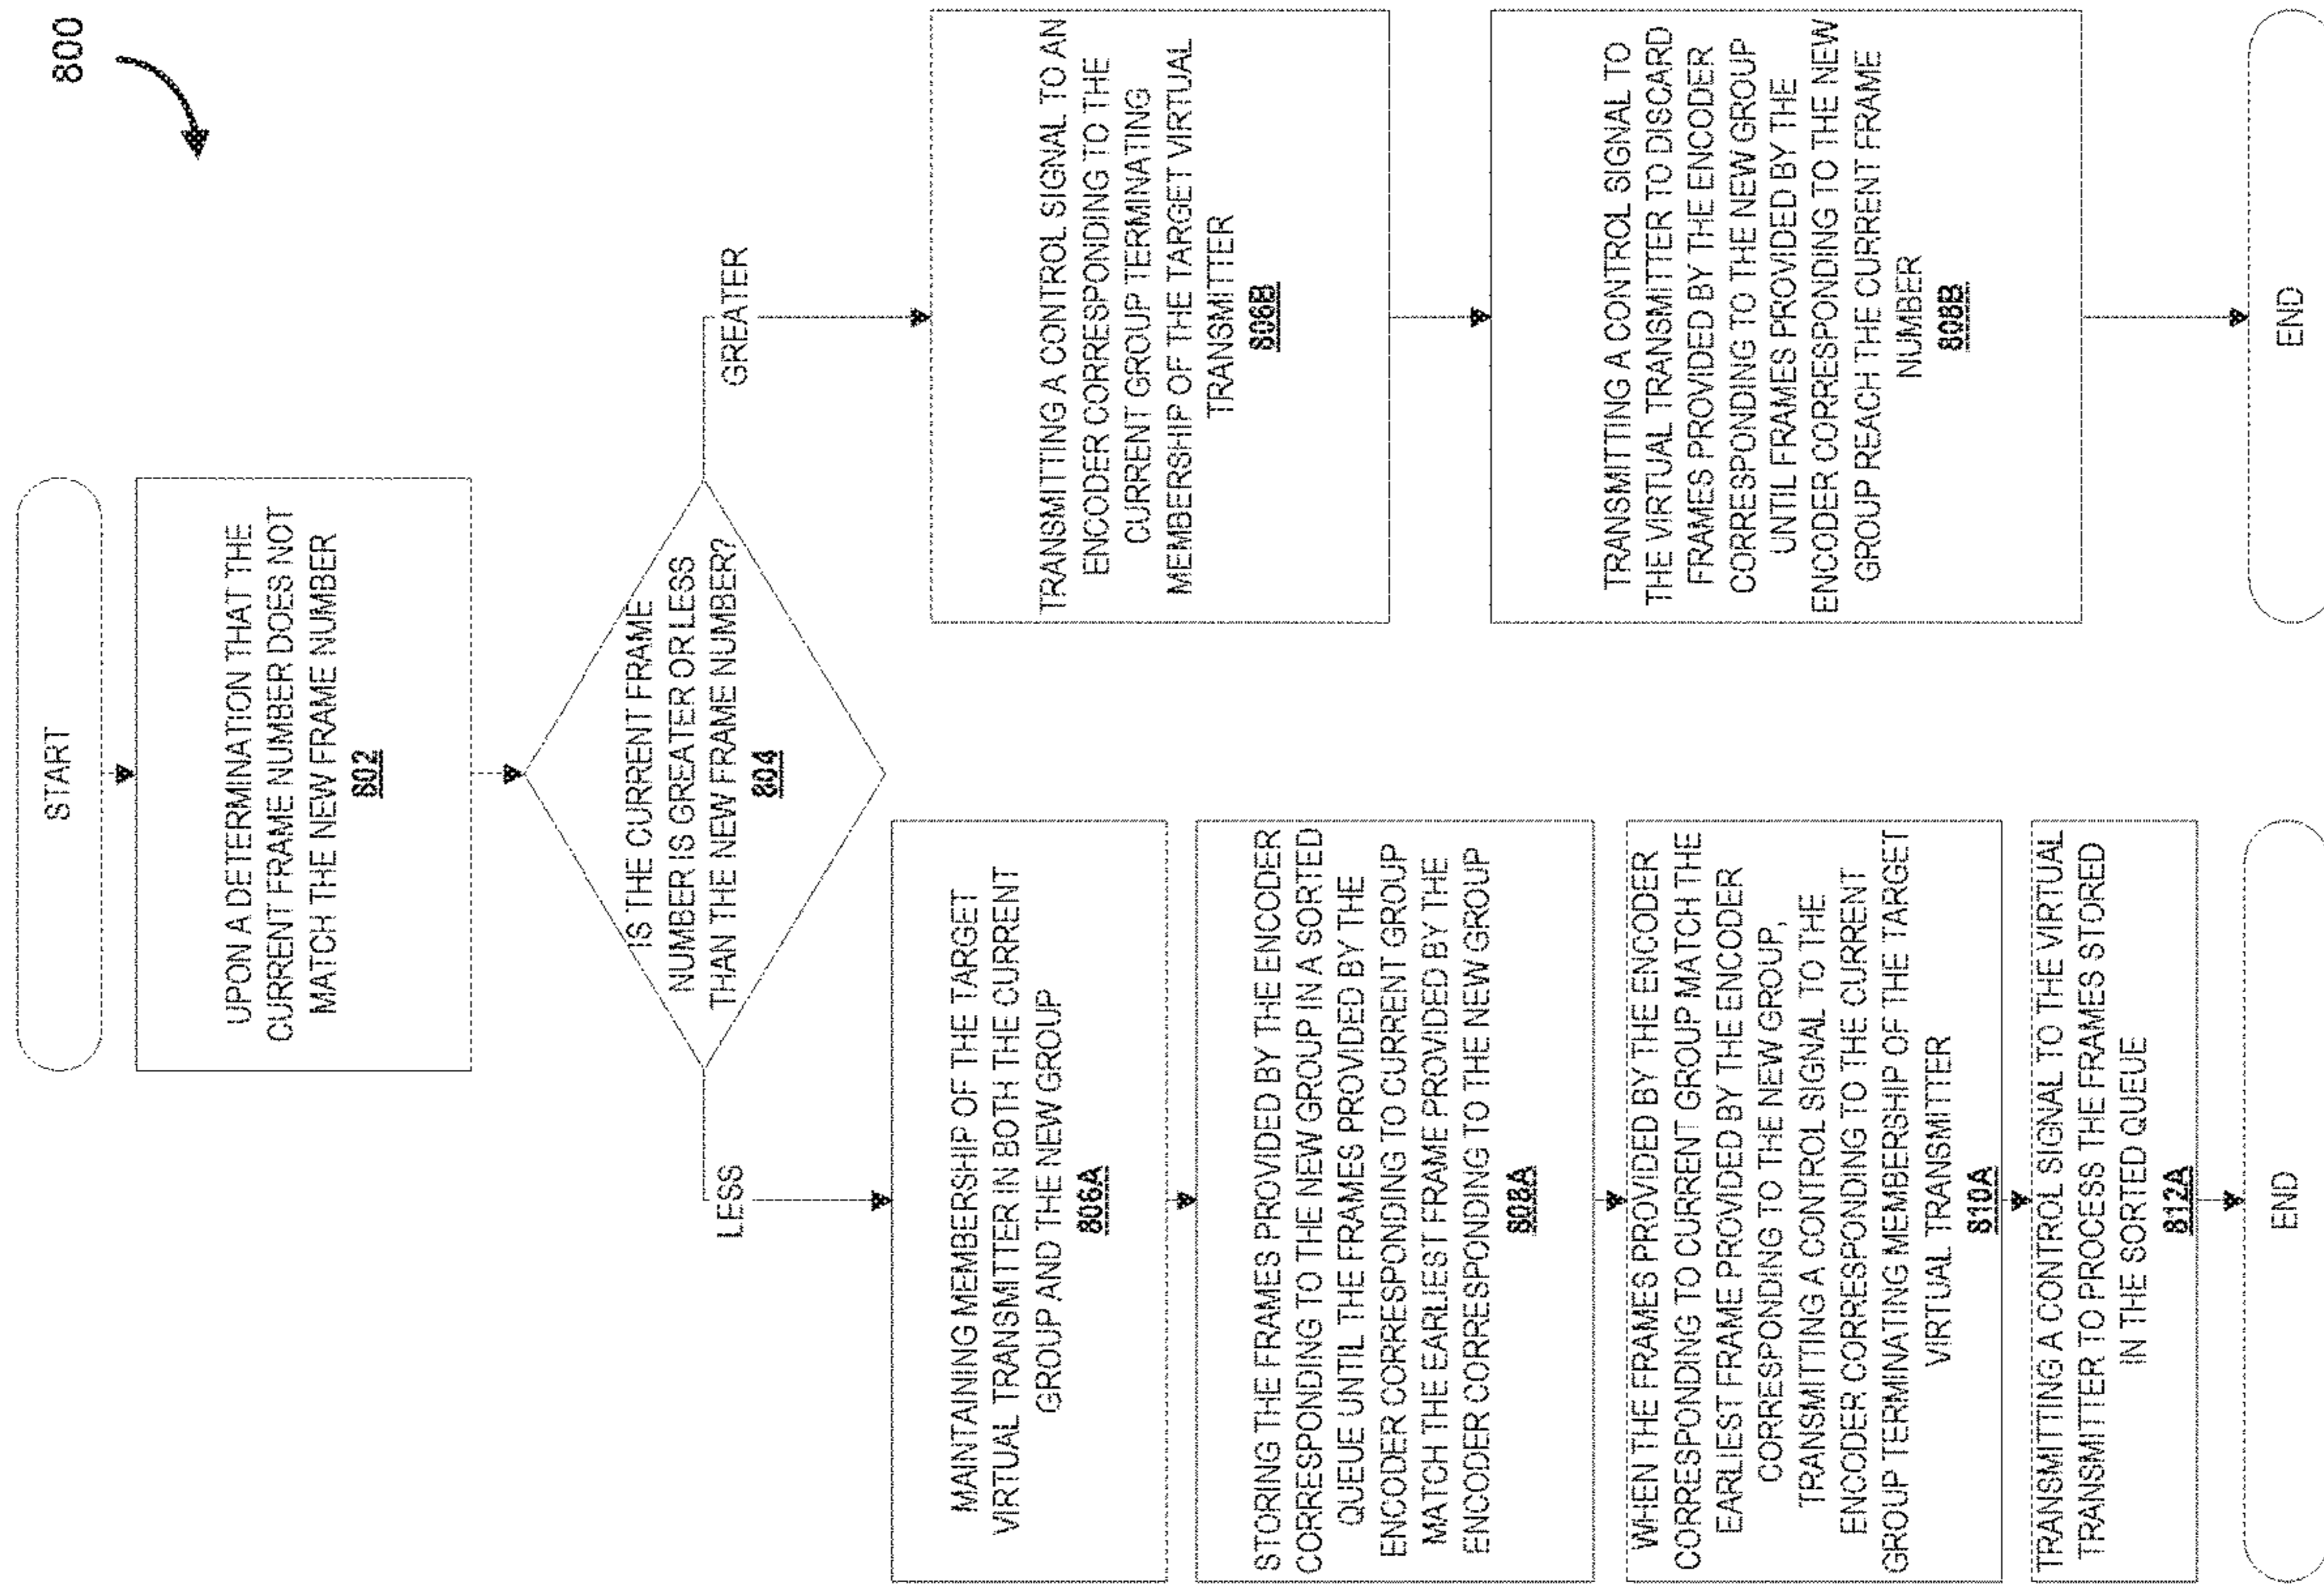 800
START
UPON A DETERMINATION THAT THE
CURRENT FRAME NUMBER DOES NOT
MATCH THE NEW FRAME NUMBER
802
IS THE CURRENT FRAME
NUMBER IS GREATER OR LESS
THAN THE NEW FRAME NUMBER?
804
LESS
GREATER
MAINTAINING MEMBERSHIP OF THE TARGET
VIRTUAL TRANSMITTER IN BOTH THE CURRENT
GROUP AND THE NEW GROUP
806A
STORING THE FRAMES PROVIDED BY THE ENCODER
CORRESPONDING TO THE NEW GROUP IN A SORTED
QUEUE UNTIL THE FRAMES PROVIDED BY THE
ENCODER CORRESPONDING TO CURRENT GROUP
MATCH THE EARLIEST FRAME PROVIDED BY THE
ENCODER CORRESPONDING TO THE NEW GROUP
808A
WHEN THE FRAMES PROVIDED BY THE ENCODER
CORRESPONDING TO CURRENT GROUP MATCH THE
EARLIEST FRAME PROVIDED BY THE ENCODER
CORRESPONDING TO THE NEW GROUP,
TRANSMITTING A CONTROL SIGNAL TO THE
ENCODER CORRESPONDING TO THE CURRENT
GROUP TERMINATING MEMBERSHIP OF THE TARGET
VIRTUAL TRANSMITTER
810A
TRANSMITTING A CONTROL SIGNAL TO THE VIRTUAL
TRANSMITTER TO PROCESS THE FRAMES STORED
IN THE SORTED QUEUE
812A
END
TRANSMITTING A CONTROL SIGNAL TO AN
ENCODER CORRESPONDING TO THE
CURRENT GROUP TERMINATING
MEMBERSHIP OF THE TARGET VIRTUAL
TRANSMITTER
806B
TRANSMITTING A CONTROL SIGNAL TO
THE VIRTUAL TRANSMITTER TO DISCARD
FRAMES PROVIDED BY THE ENCODER
CORRESPONDING TO THE NEW GROUP
UNTIL FRAMES PROVIDED BY THE
ENCODER CORRESPONDING TO THE NEW
GROUP REACH THE CURRENT FRAME
NUMBER
808B
END